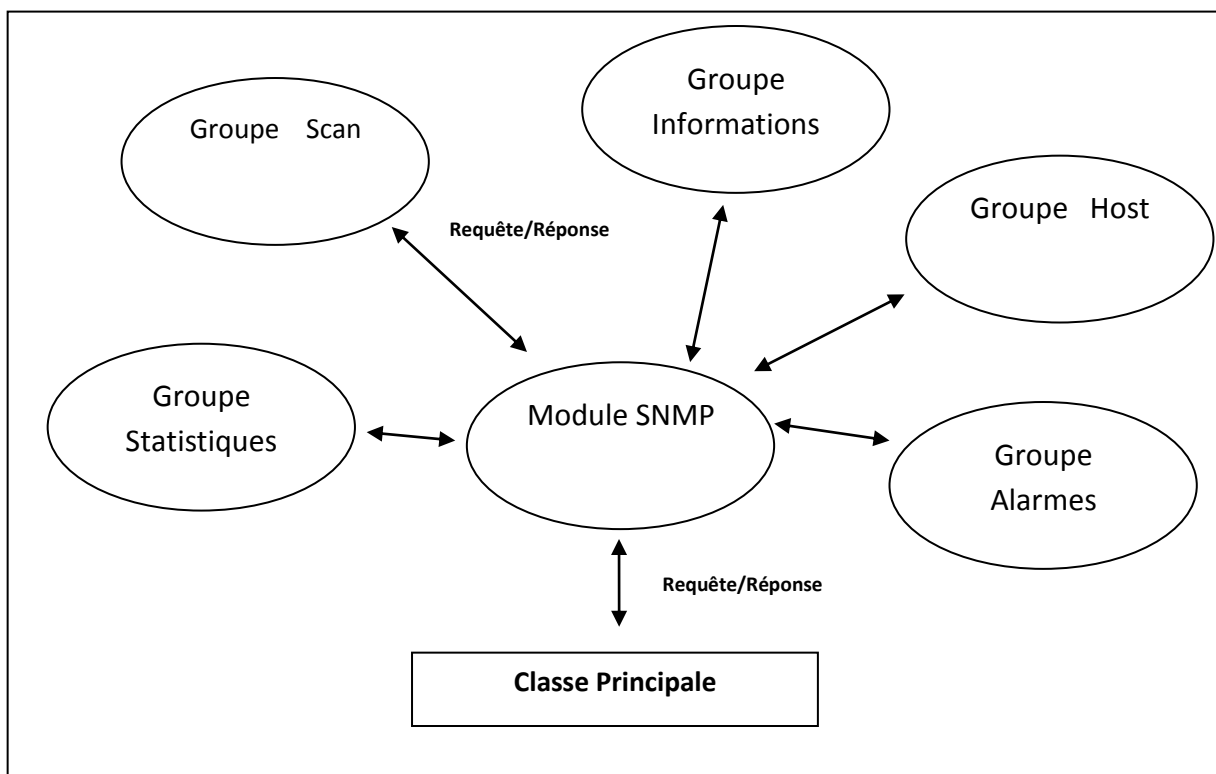 Groupe
Informations
Groupe Scan
Groupe Host
Requête/Réponse
Groupe
Statistiques
Module SNMP
Groupe
Alarmes
Requête/Réponse
Classe Principale